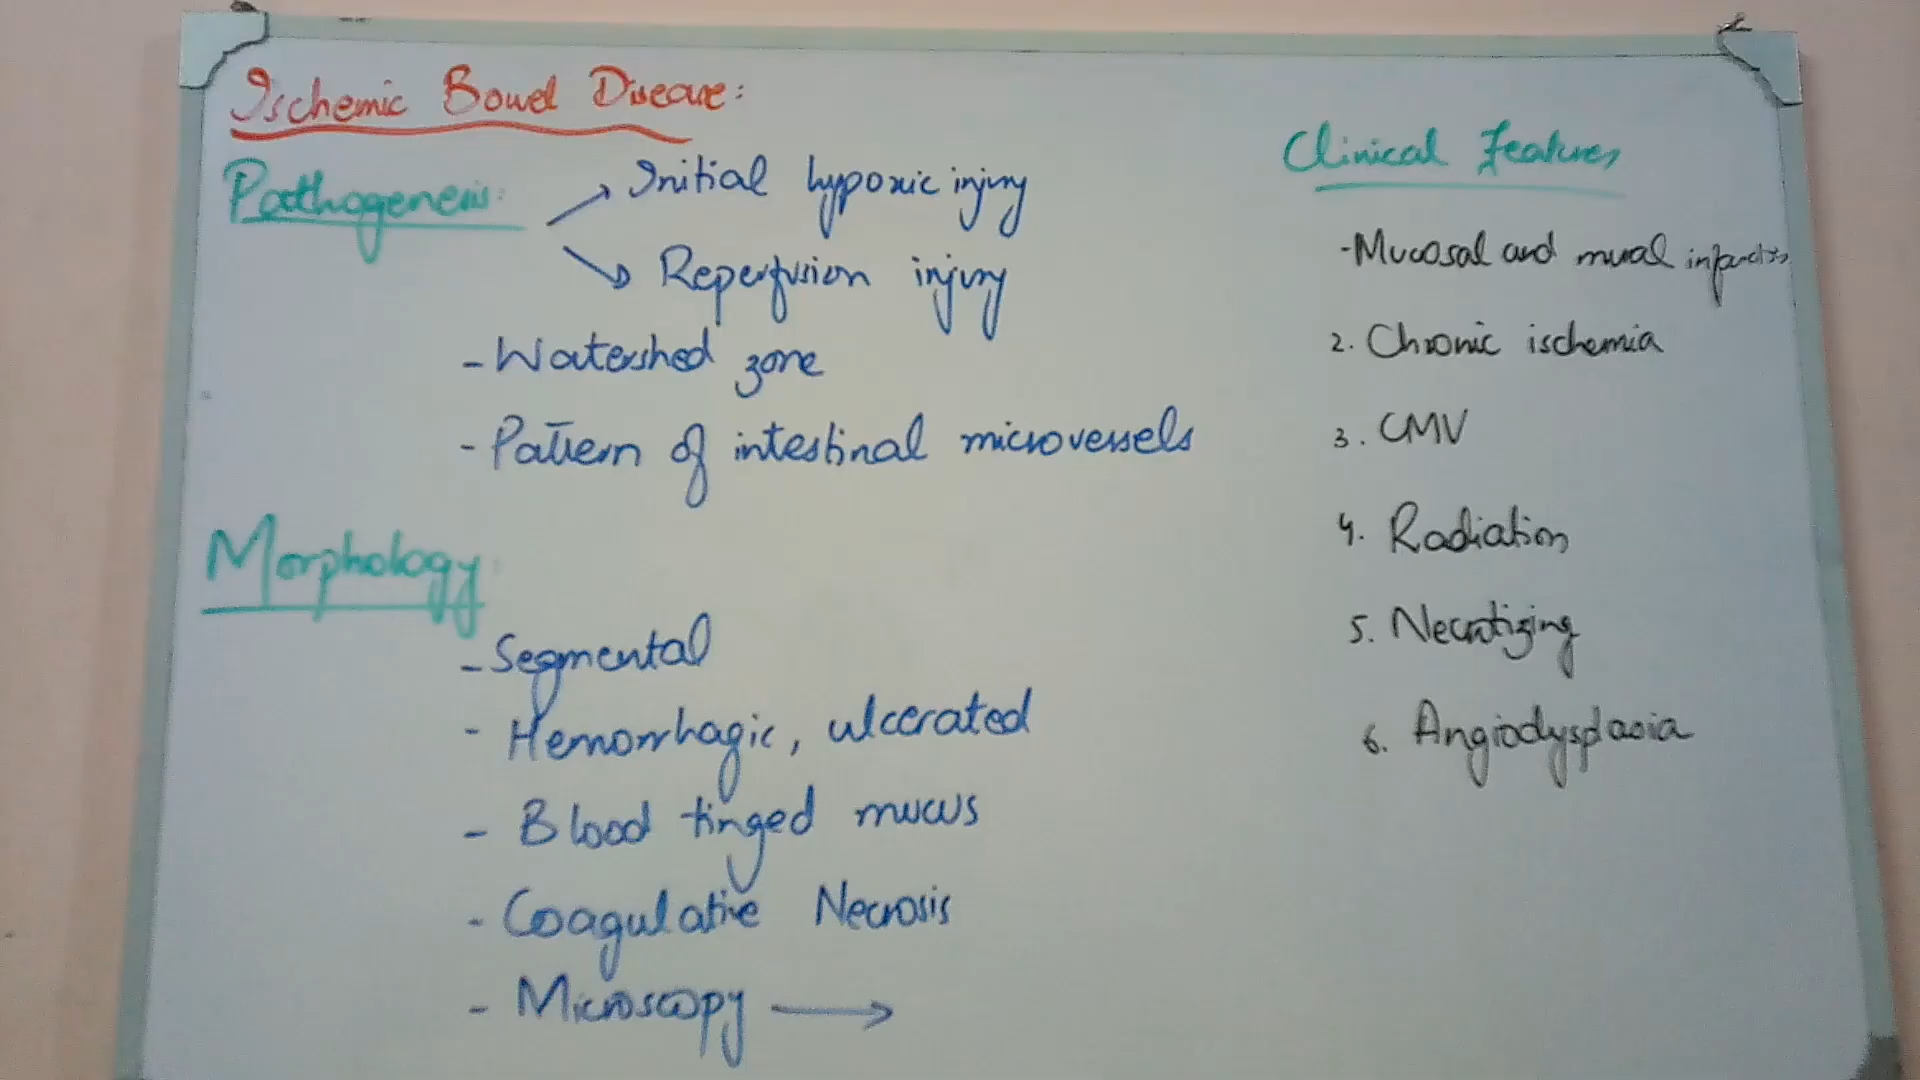 Ischemic Bowel Disease:
Pathogenesis:
Initial hypoxic injury
Reperfusion injury
- Watershed zone
- Pattern of intestinal microvessels
Morphology
- Segmental
- Hemorrhagic, ulcerated
- Blood tinged mucus
- Coagulative Necrosis
- Microscopy →
Clinical Features
- Mucosal and mural infarction
2. Chronic ischemia
3. CMV
4. Radiation
5. Necrotizing
6. Angiodysplasia